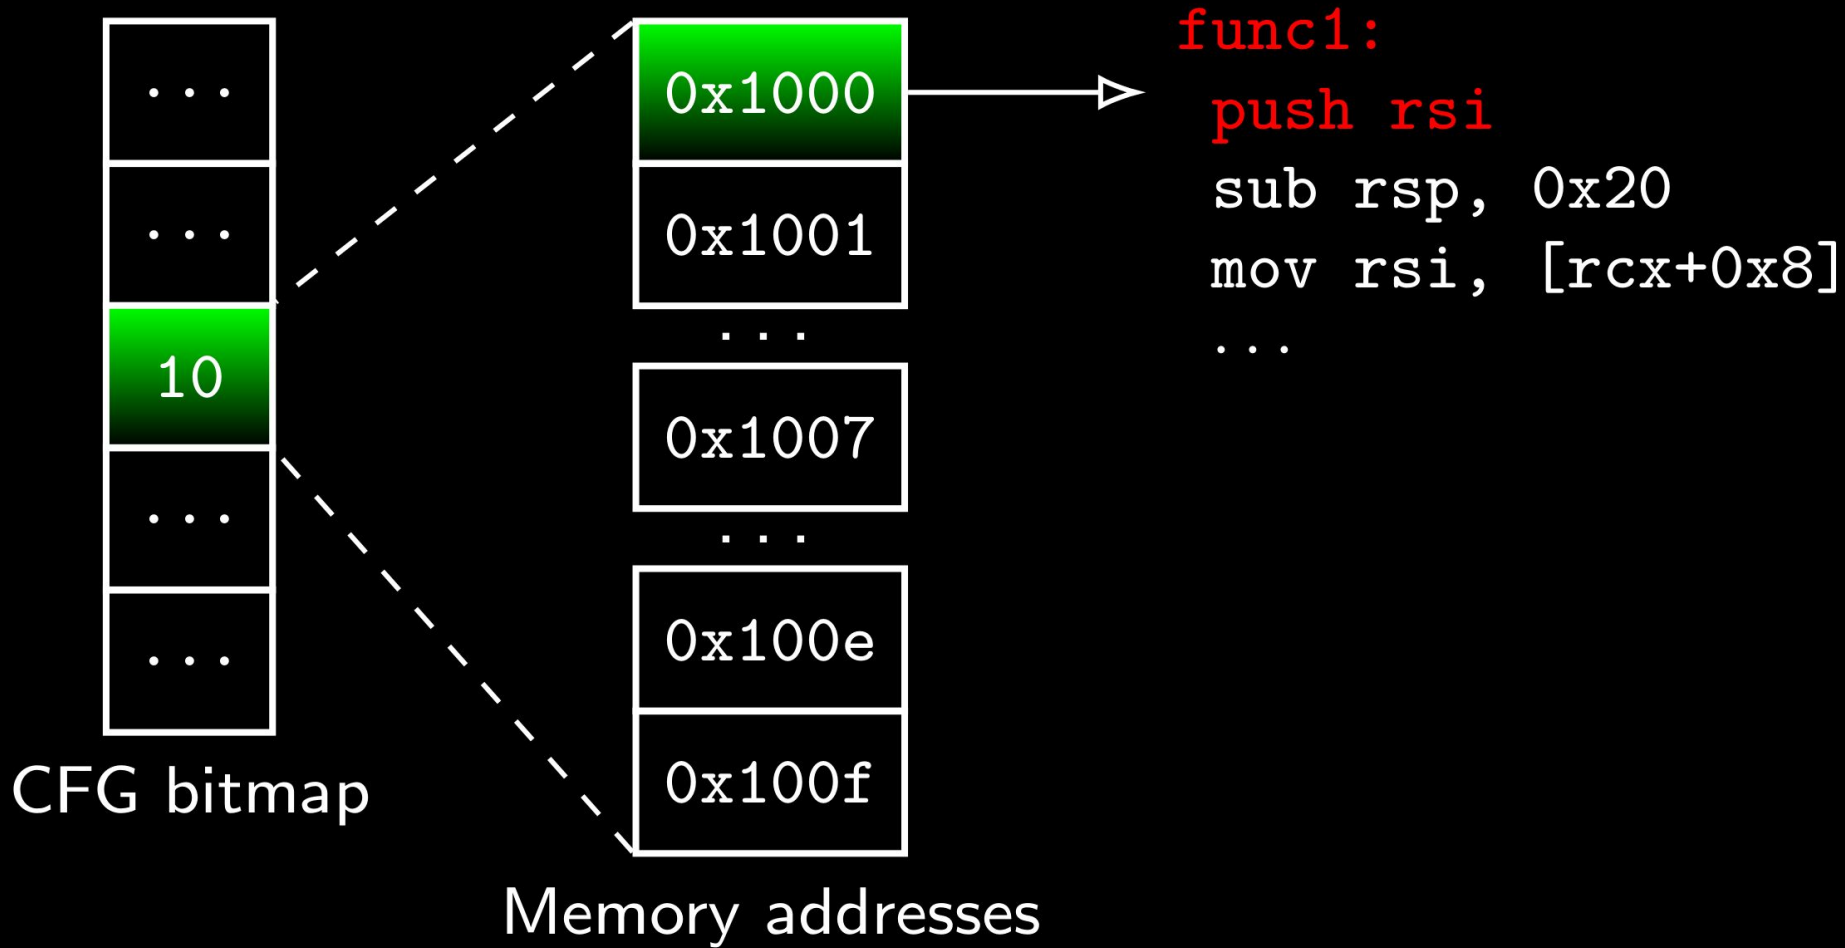 ...
...
10
...
...
CFG bitmap
0x1000
0x1001
...
0x1007
...
0x100e
0x100f
Memory addresses
func1:
push rsi
sub rsp, 0x20
mov rsi, [rcx+0x8]
...